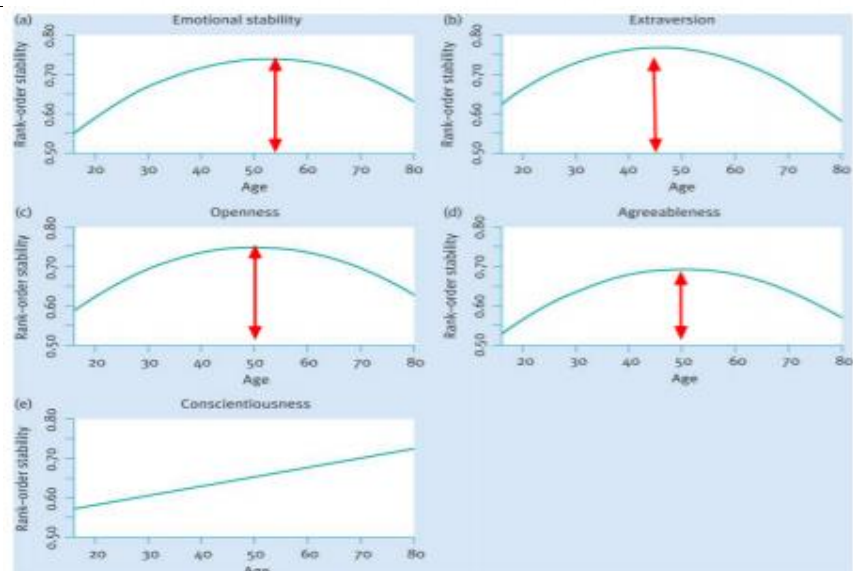 (a)
Emotional stability
Rank-order stability
0.50 0.60 0.70 0.80
20 30 40 50 60 70 80
Age
(b)
Extraversion
Rank-order stability
0.50 0.60 0.70 0.80
20 30 40 50 60 70 80
Age
(c)
Openness
Rank-order stability
0.50 0.60 0.70 0.80
20 30 40 50 60 70 80
Age
(d)
Agreeableness
Rank-order stability
0.50 0.60 0.70 0.80
20 30 40 50 60 70 80
Age
(e)
Conscientiousness
Rank-order stability
0.50 0.60 0.70 0.80
20 30 40 50 60 70 80
Age